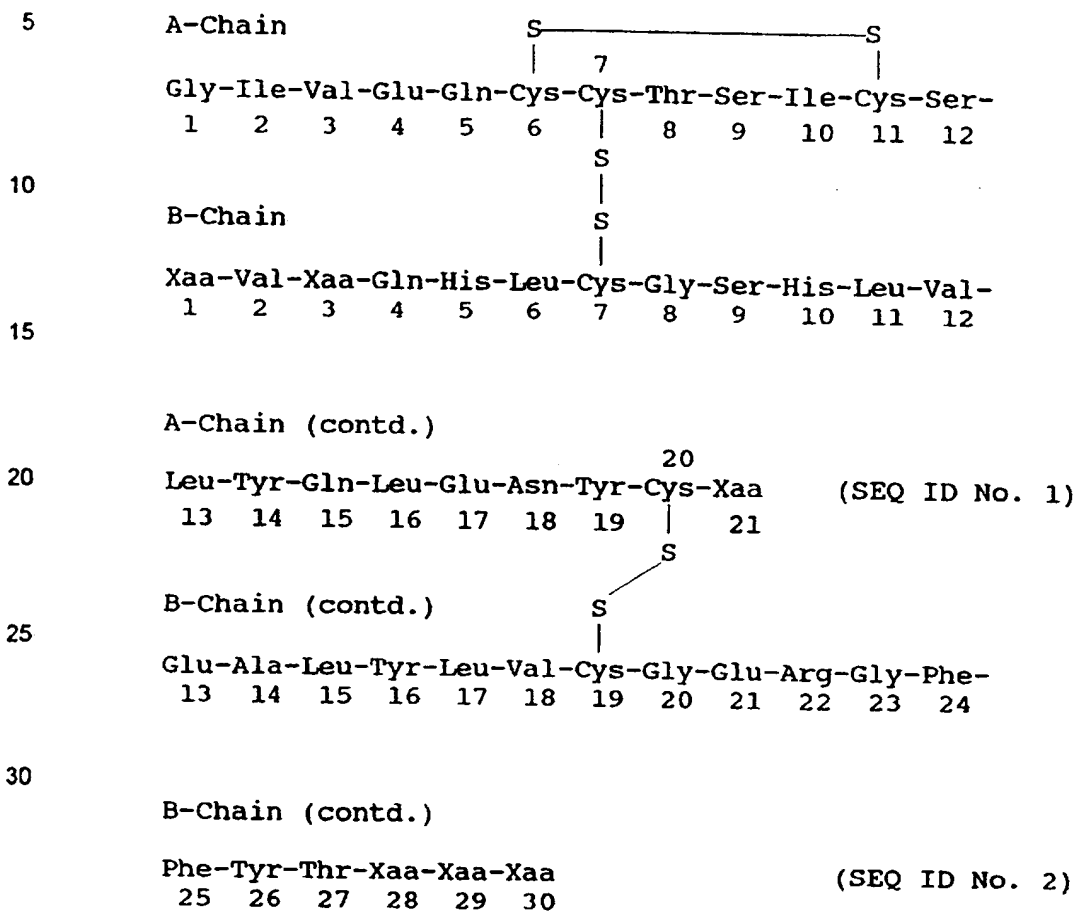 5 A-Chain S S
7
Gly-Ile-Val-Glu-Gln-Cys-Cys-Thr-Ser-Ile-Cys-Ser-
1 2 3 4 5 6 8 9 10 11 12
S
10
B-Chain S
Xaa-Val-Xaa-Gln-His-Leu-Cys-Gly-Ser-His-Leu-Val-
1 2 3 4 5 6 7 8 9 10 11 12
15
A-Chain (contd.)
20
20 Leu-Tyr-Gln-Leu-Glu-Asn-Tyr-Cys-Xaa (SEQ ID No. 1)
13 14 15 16 17 18 19 21
S
B-Chain (contd.) S
25
Glu-Ala-Leu-Tyr-Leu-Val-Cys-Gly-Glu-Arg-Gly-Phe-
13 14 15 16 17 18 19 20 21 22 23 24
30
B-Chain (contd.)
Phe-Tyr-Thr-Xaa-Xaa-Xaa (SEQ ID No. 2)
25 26 27 28 29 30